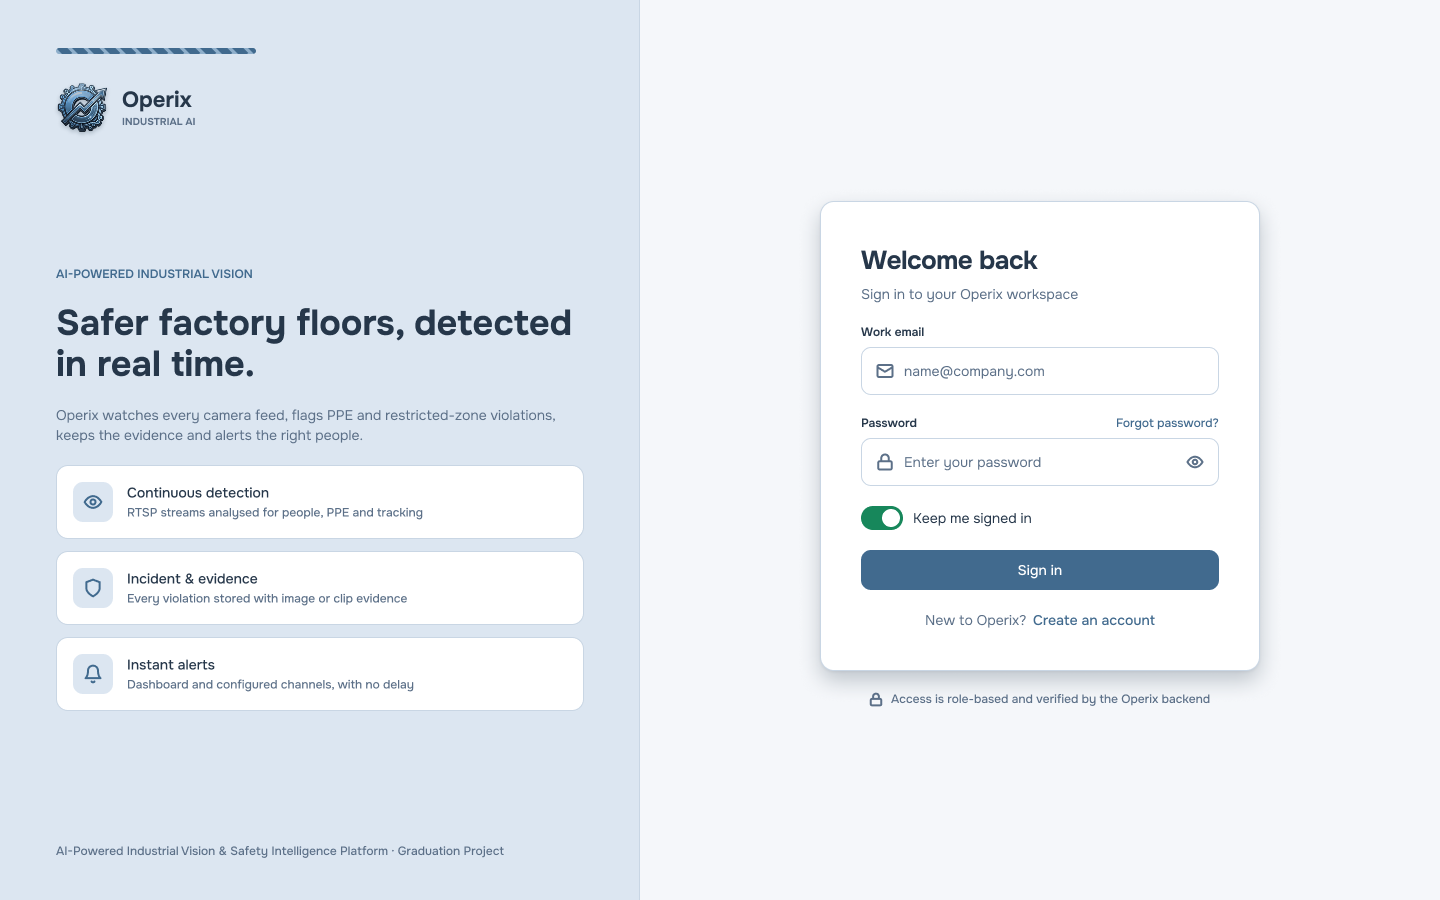 Operix
INDUSTRIAL AI
AI-POWERED INDUSTRIAL VISION
Safer factory floors, detected
in real time.
Operix watches every camera feed, flags PPE and restricted-zone violations,
keeps the evidence and alerts the right people.
Continuous detection
RTSP streams analysed for people, PPE and tracking
Incident & evidence
Every violation stored with image or clip evidence
Instant alerts
Dashboard and configured channels, with no delay
AI-Powered Industrial Vision & Safety Intelligence Platform · Graduation Project
Welcome back
Sign in to your Operix workspace
Work email
name@company.com
Password Forgot password?
Enter your password
Keep me signed in
Sign in
New to Operix? Create an account
Access is role-based and verified by the Operix backend